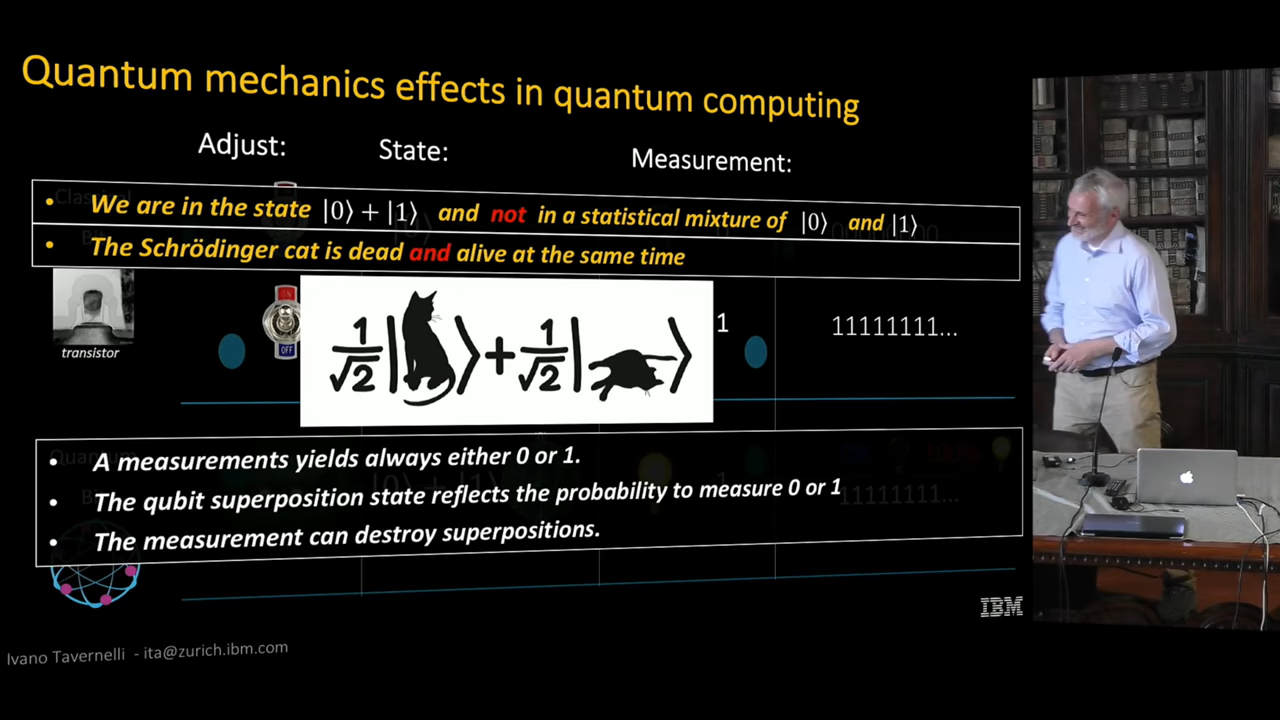 Quantum mechanics effects in quantum computing
Adjust: State: Measurement:
• We are in the state |0⟩ + |1⟩ and not in a statistical mixture of |0⟩ and |1⟩
• The Schrödinger cat is dead and alive at the same time
transistor
ON
OFF
1/√2 | ⟩ + 1/√2 | ⟩
1
11111111...
• A measurements yields always either 0 or 1.
• The qubit superposition state reflects the probability to measure 0 or 1
11111111...
• The measurement can destroy superpositions.
IBM
Ivano Tavernelli - ita@zurich.ibm.com